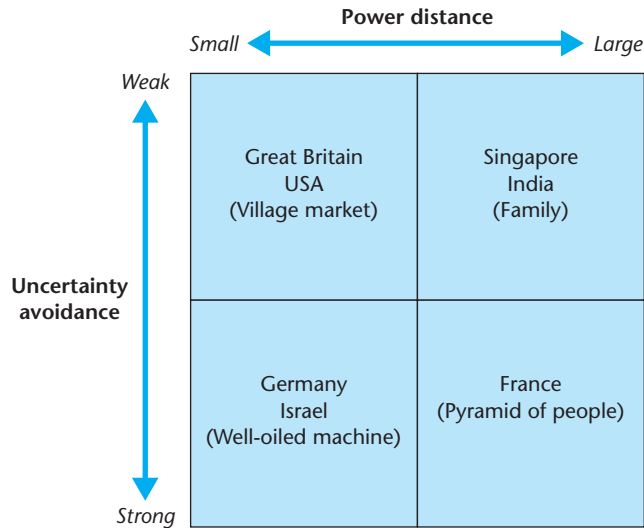 Power distance
Small
Large
Weak
Great Britain
USA
(Village market)
Singapore
India
(Family)
Uncertainty
avoidance
Germany
Israel
(Well-oiled machine)
France
(Pyramid of people)
Strong